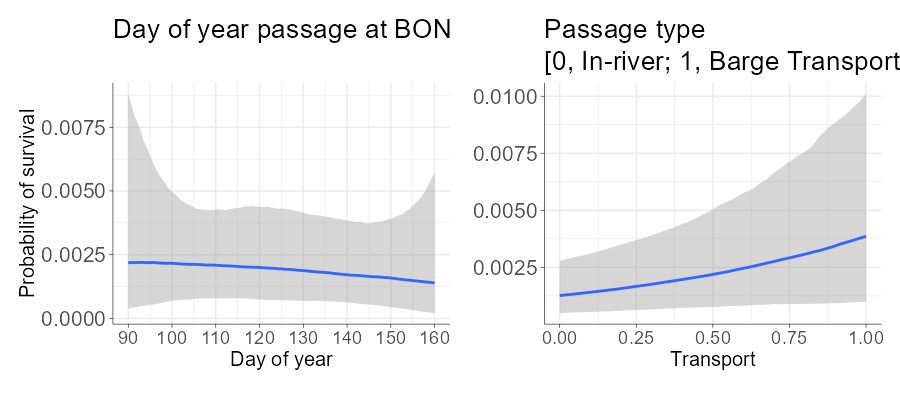 Day of year passage at BON
Probability of survival
0.0075
0.0050
0.0025
0.0000
90 100 110 120 130 140 150 160
Day of year
Passage type
[0, In-river; 1, Barge Transport
0.0100
0.0075
0.0050
0.0025
0.00 0.25 0.50 0.75 1.00
Transport